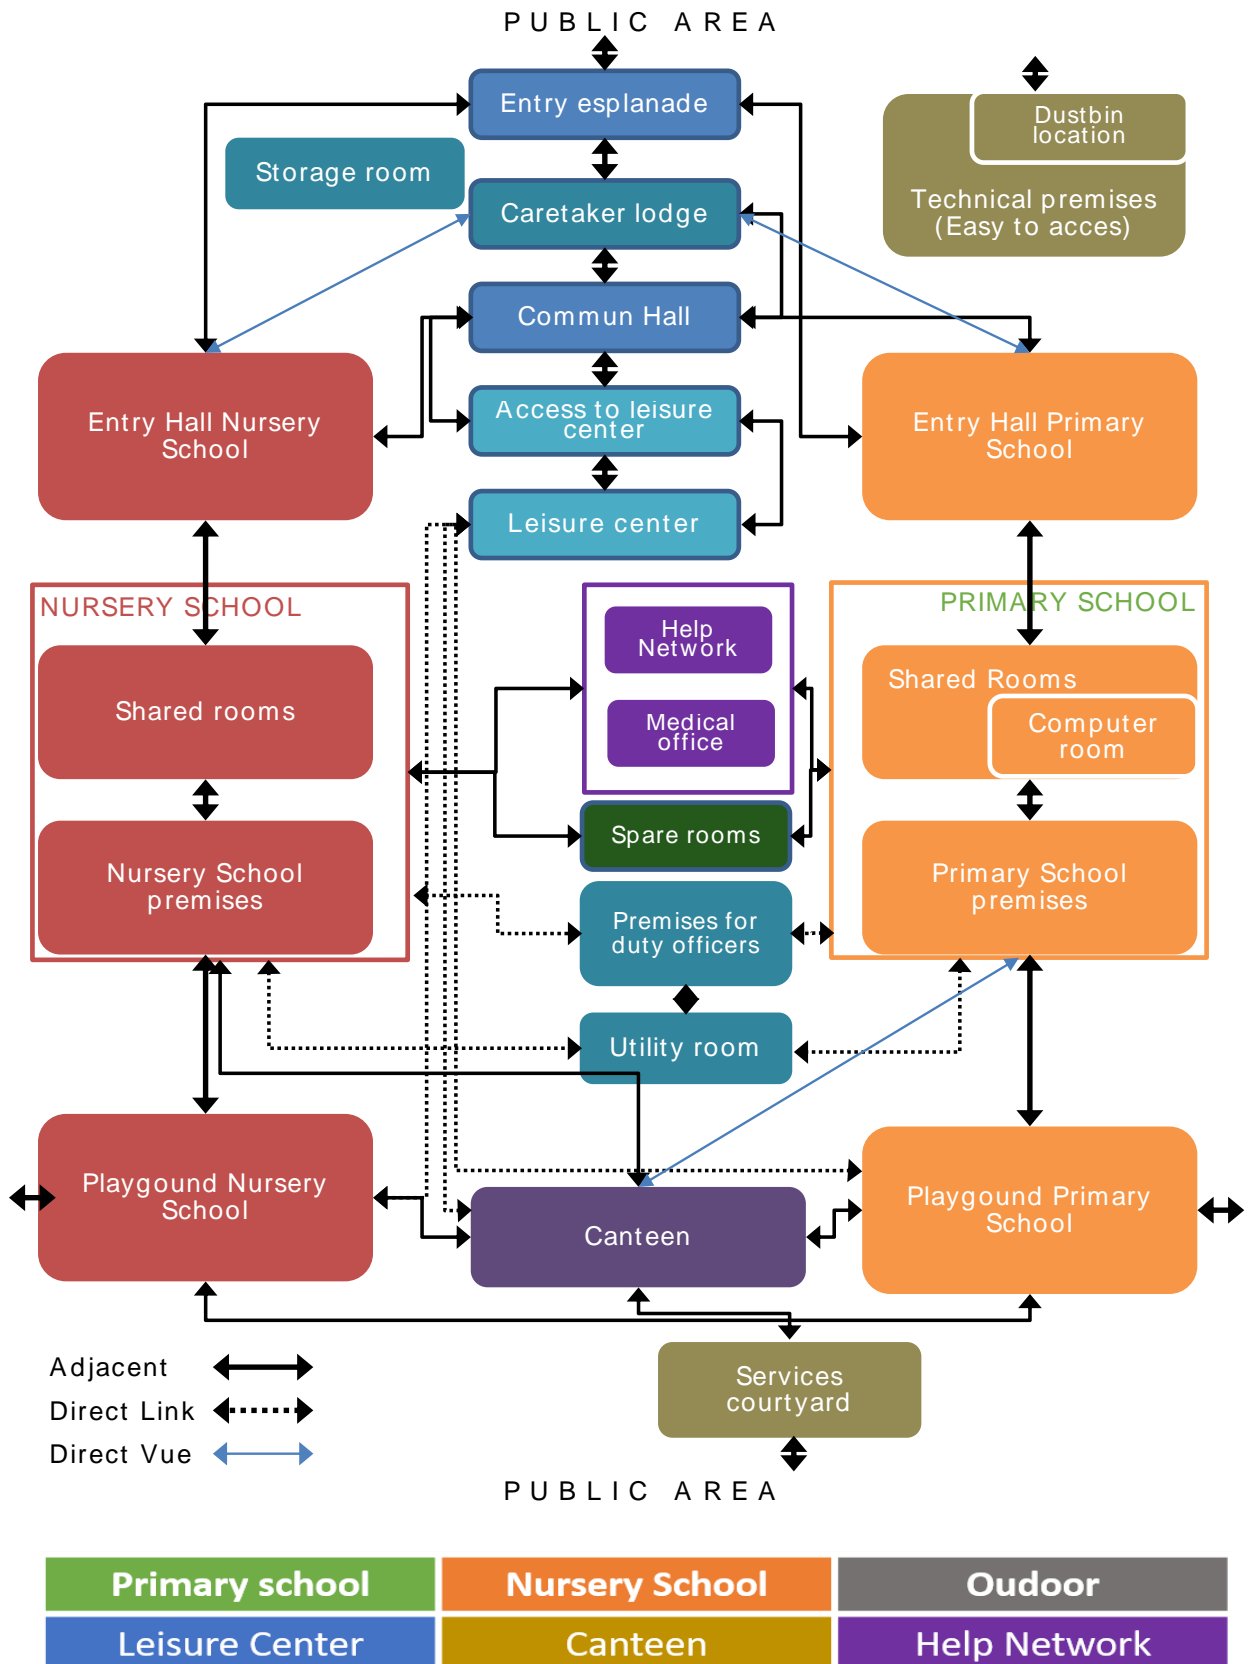 PUBLIC AREA
Entry esplanade
Dustbin
location
Storage room
Technical premises
(Easy to acces)
Caretaker lodge
Commun Hall
Entry Hall Nursery
School
Access to leisure
center
Entry Hall Primary
School
Leisure center
NURSERY SCHOOL
PRIMARY SCHOOL
Help
Network
Shared rooms
Shared Rooms
Medical
office
Computer
room
Spare rooms
Nursery School
premises
Primary School
premises
Premises for
duty officers
Utility room
Playgound Nursery
School
Playgound Primary
School
Canteen
Adjacent
Direct Link
Direct Vue
Services
courtyard
PUBLIC AREA
Primary school
Nursery School
Oudoor
Leisure Center
Canteen
Help Network